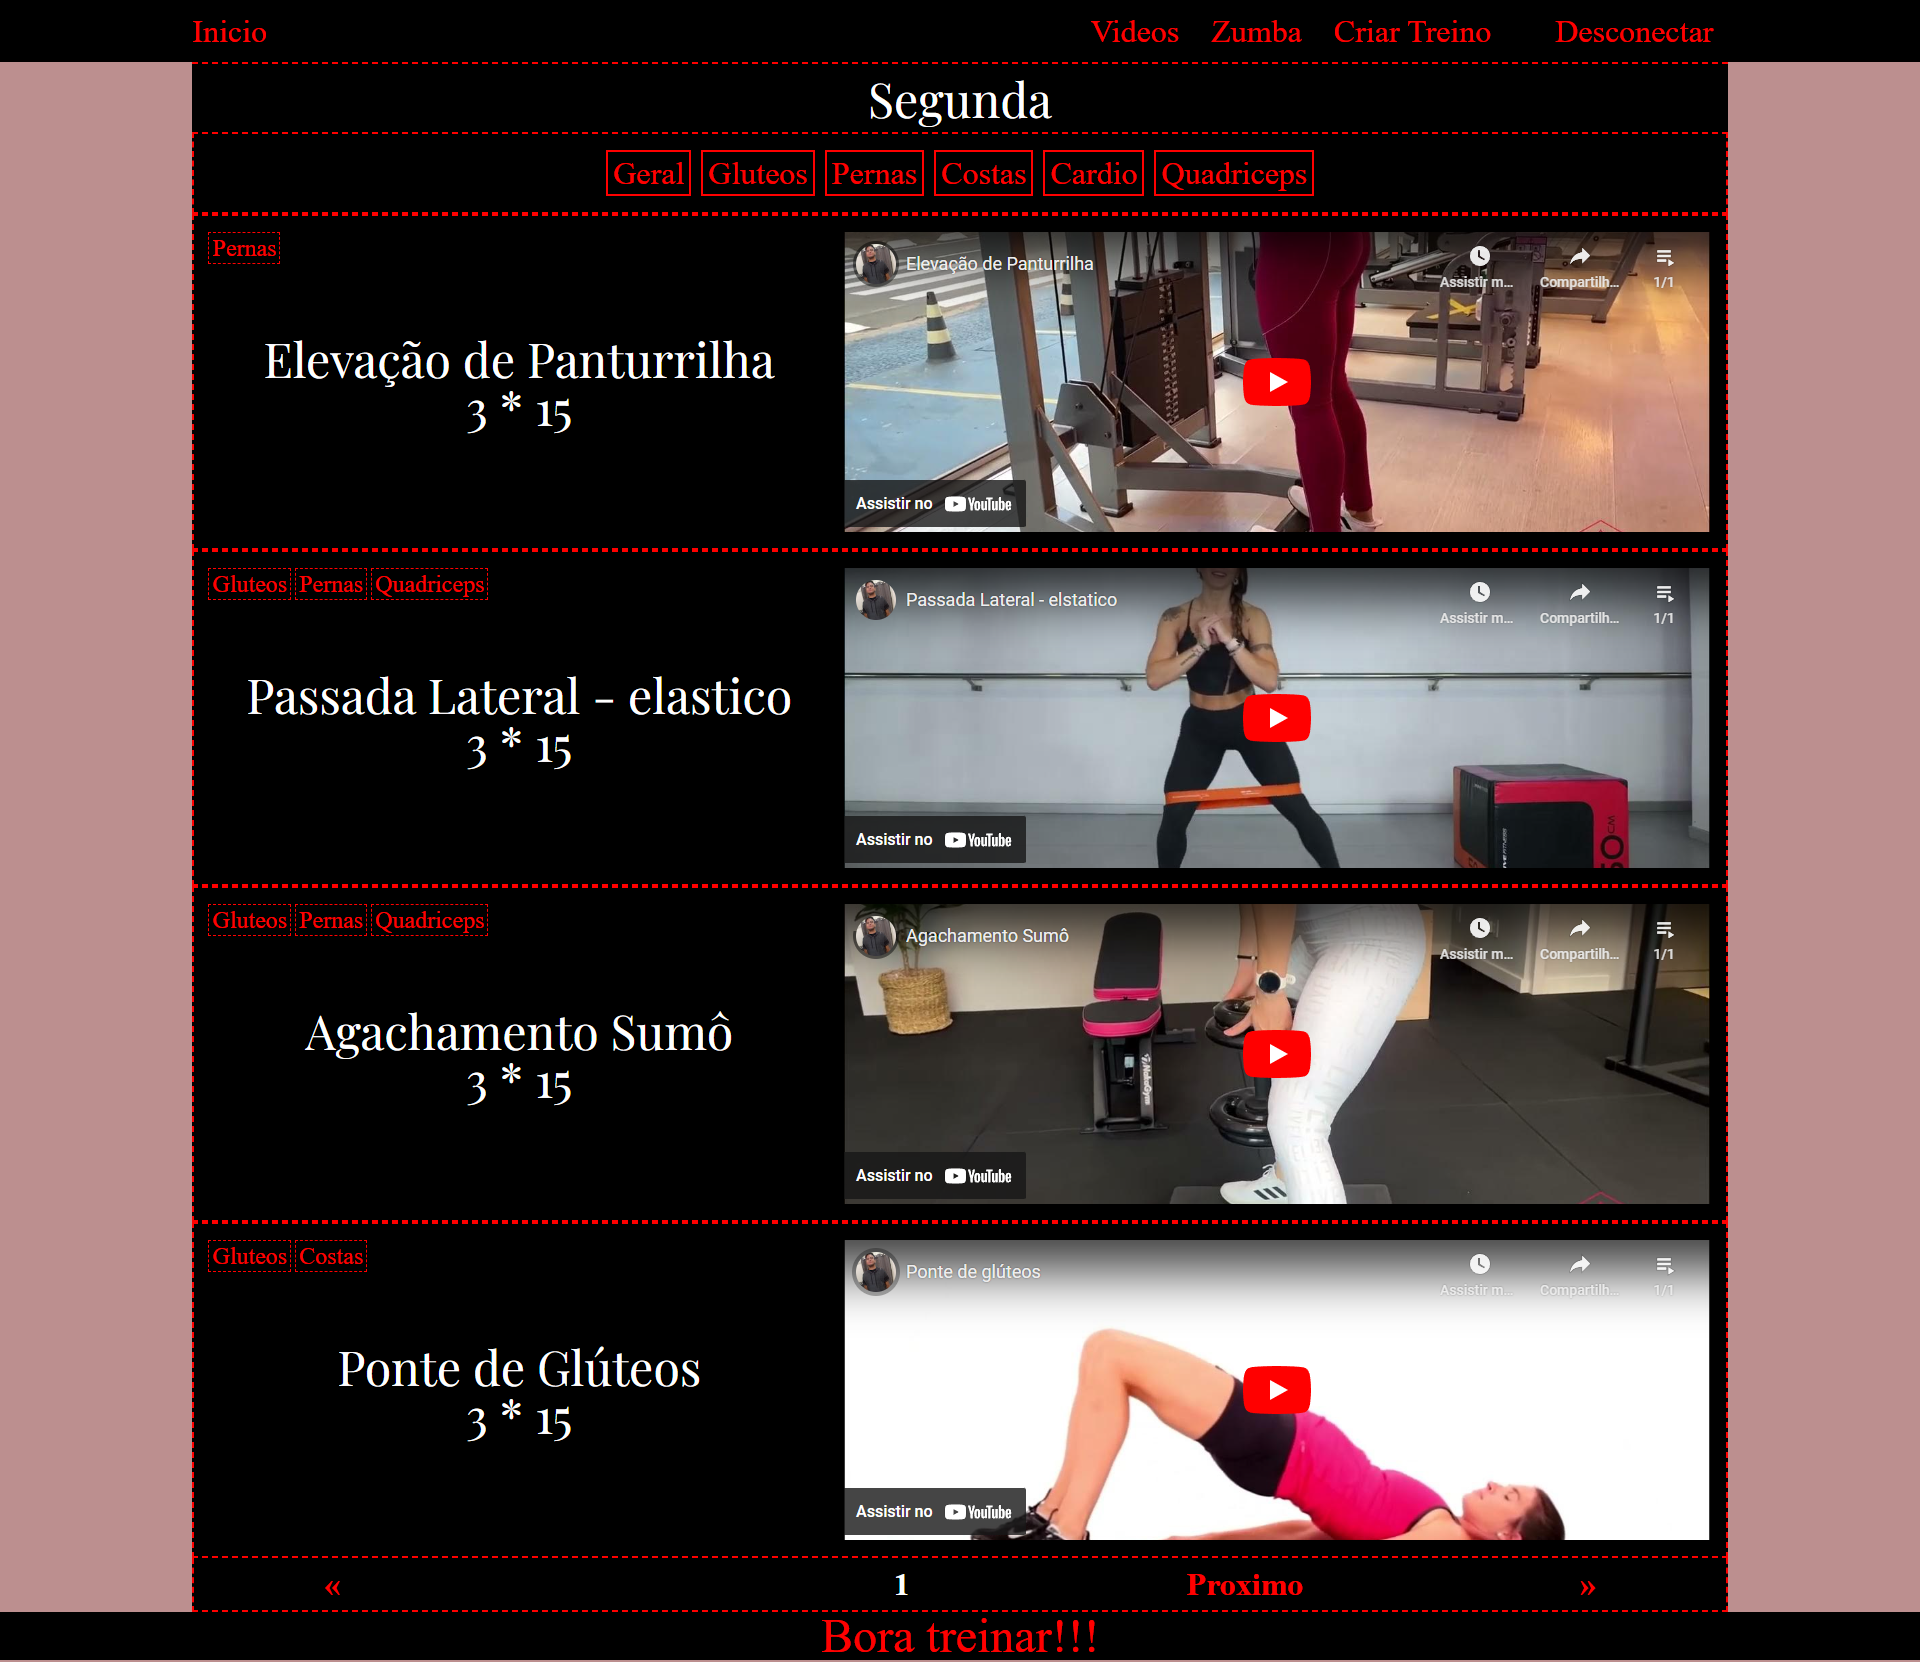 Inicio Videos Zumba Criar Treino Desconectar
Segunda
Geral Gluteos Pernas Costas Cardio Quadriceps
Pernas
Elevação de Panturrilha
3 * 15
Elevação de Panturrilha
Assistir m... Compartilh... 1/1
Assistir no YouTube
Gluteos Pernas Quadriceps
Passada Lateral - elastico
3 * 15
Passada Lateral - elstatico
Assistir m... Compartilh... 1/1
Assistir no YouTube
Gluteos Pernas Quadriceps
Agachamento Sumô
3 * 15
Agachamento Sumô
Assistir m... Compartilh... 1/1
Assistir no YouTube
Gluteos Costas
Ponte de Glúteos
3 * 15
Ponte de glúteos
Assistir m... Compartilh... 1/1
Assistir no YouTube
« 1 Proximo »
Bora treinar!!!